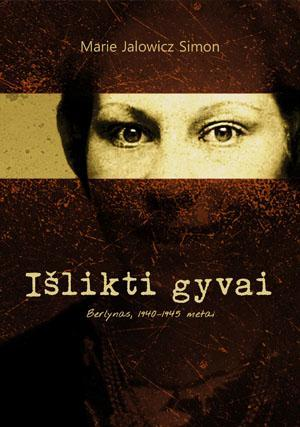 Marie Jalowicz Simon
Išlikti gyvai
Berlynas, 1940–1945 metai